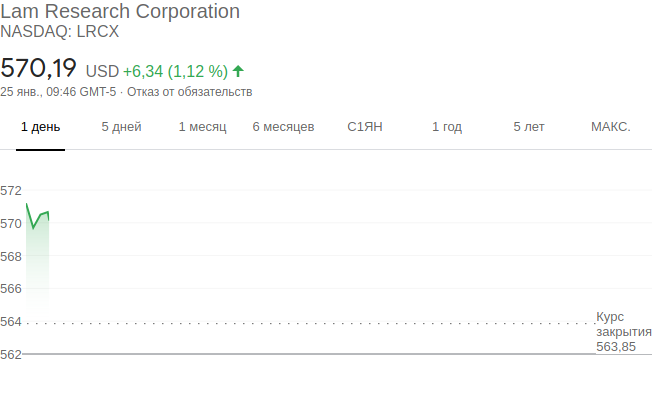 Lam Research Corporation
NASDAQ: LRCX
570,19 USD +6,34 (1,12 %)
25 янв., 09:46 GMT-5 · Отказ от обязательств
1 день 5 дней 1 месяц 6 месяцев С1ЯН 1 год 5 лет МАКС.
572
570
568
566
564
Курс
закрытия
563,85
562